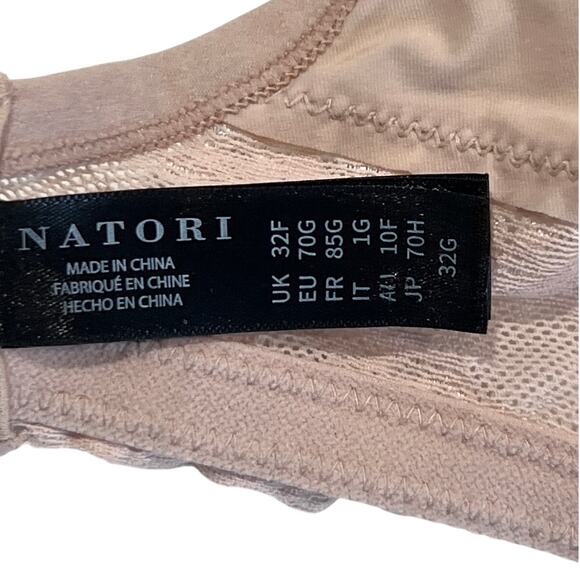 NATORI
MADE IN CHINA
FABRIQUÉ EN CHINE
HECHO EN CHINA
UK 32F
EU 70G
FR 85G
IT 1G
AU 10F
JP 70H
32G